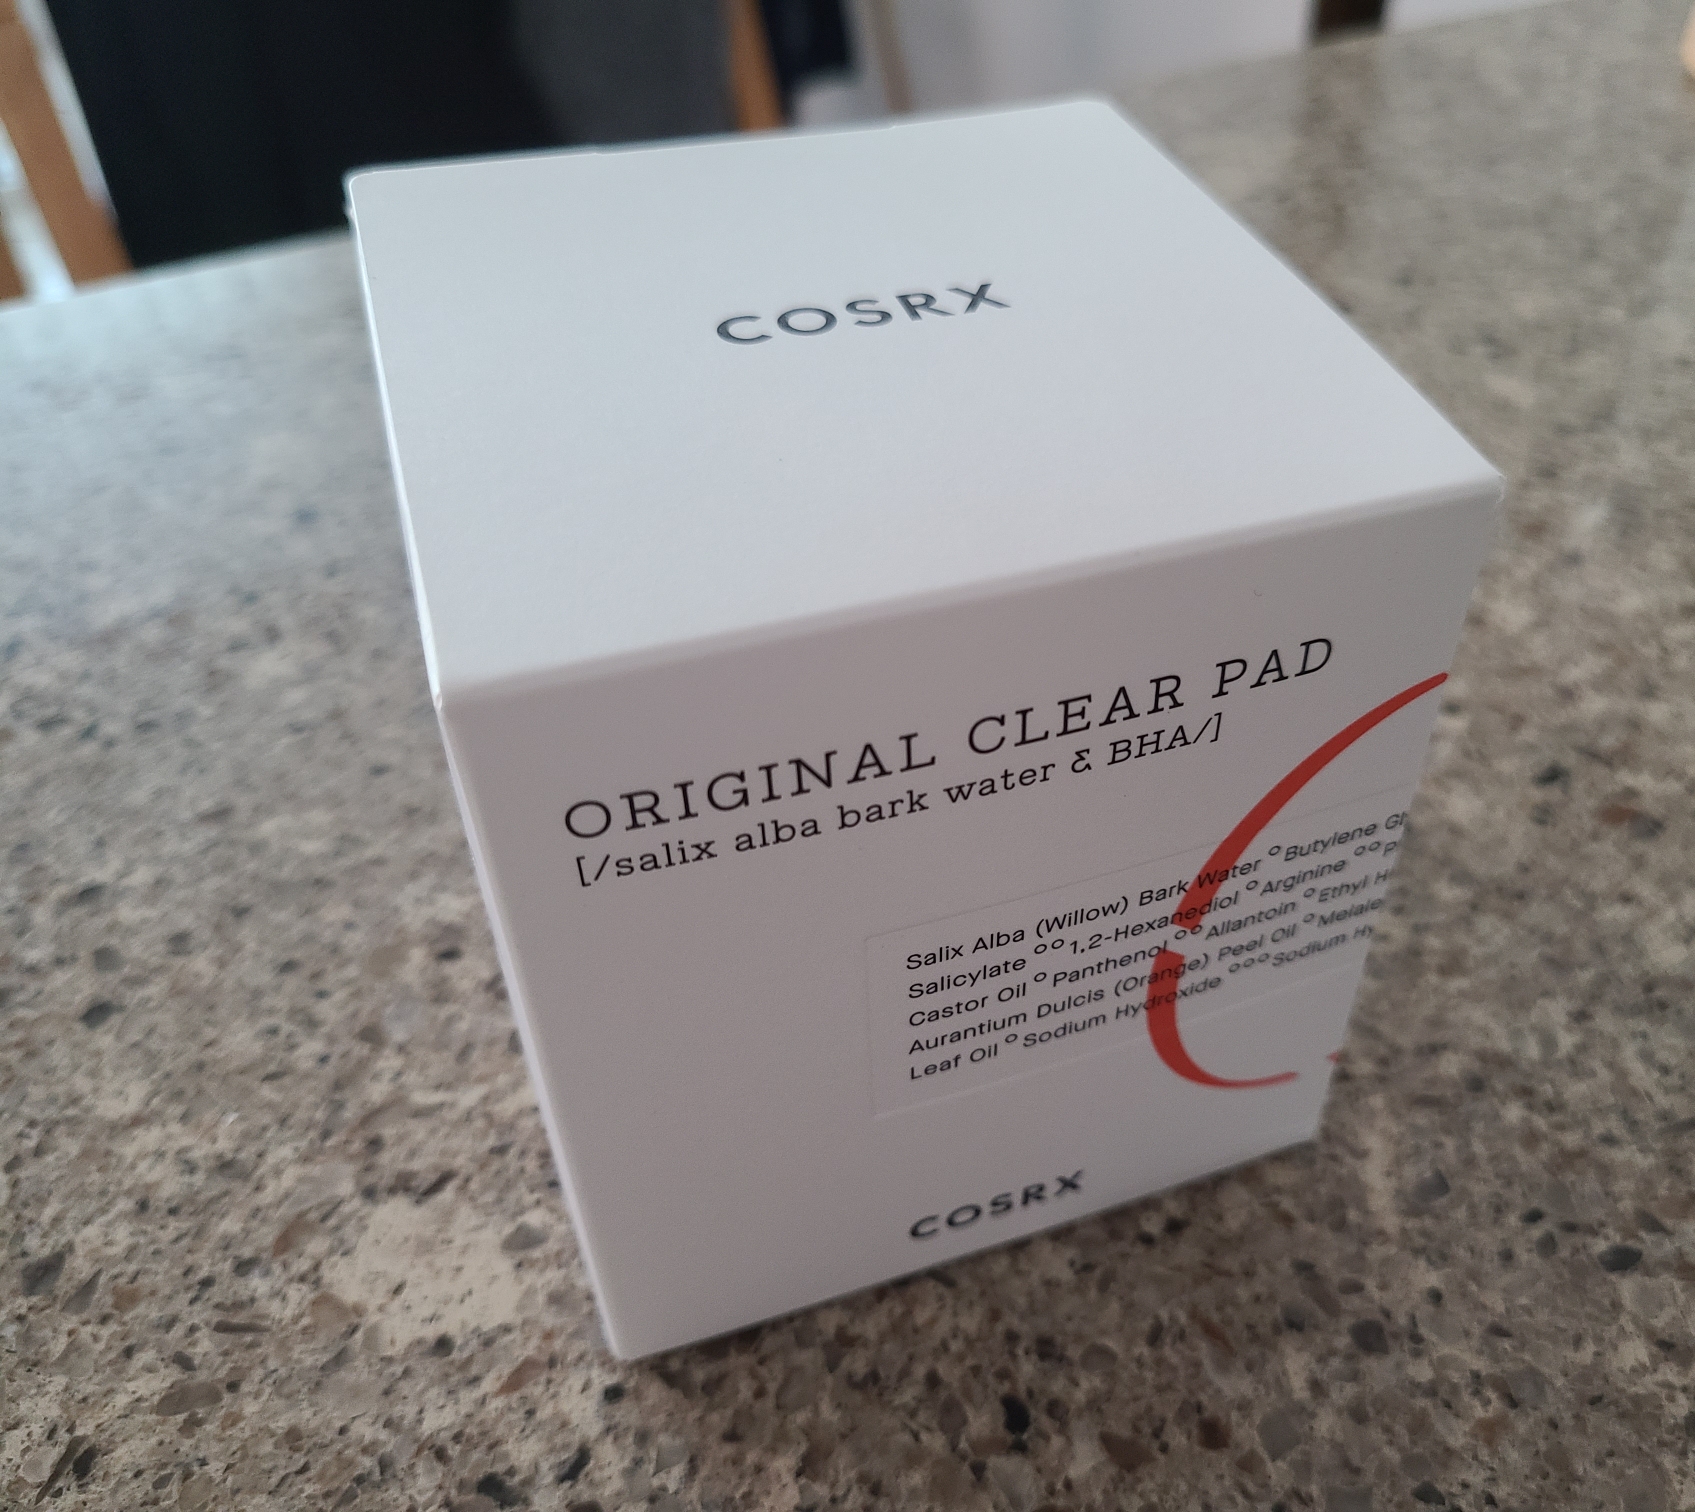 COSRX
ORIGINAL CLEAR PAD
[/salix alba bark water & BHA/]
Salix Alba (Willow) Bark Water °Butylene
Salicylate °°1,2-Hexanediol °Arginine °°
Castor Oil °Panthenol °°Allantoin °Ethyl
Aurantium Dulcis (Orange) Peel Oil °
Leaf Oil °Sodium Hydroxide °°°Sodium
COSRX